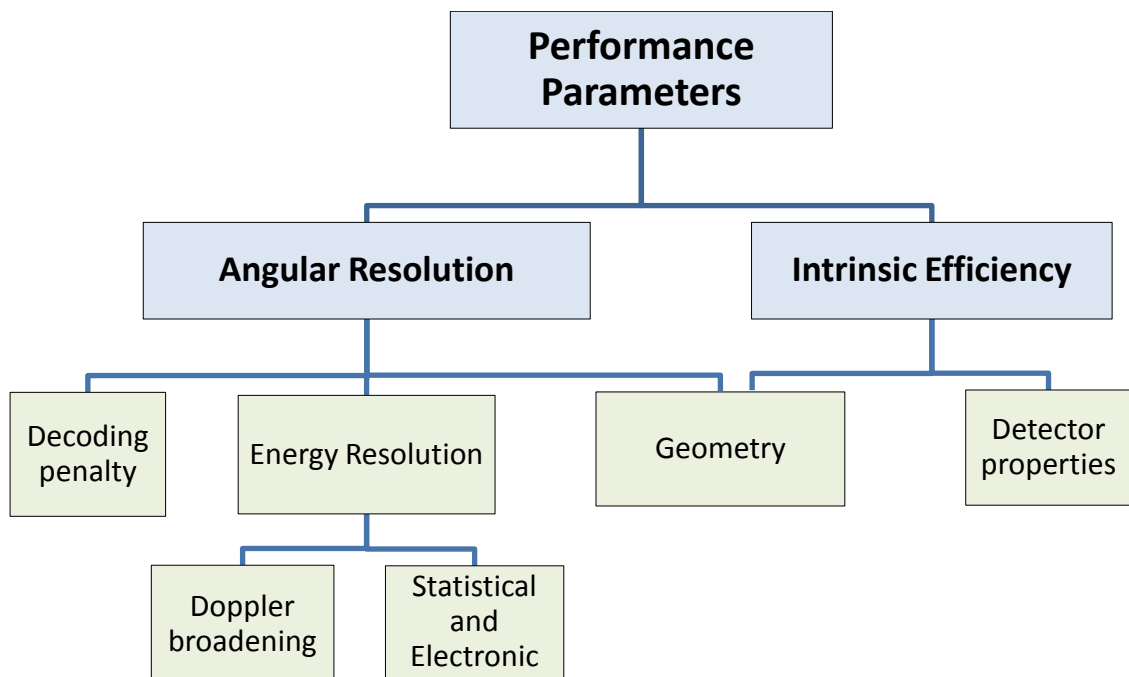 Performance
Parameters
Angular Resolution
Intrinsic Efficiency
Decoding
penalty
Energy Resolution
Geometry
Detector
properties
Doppler
broadening
Statistical
and
Electronic